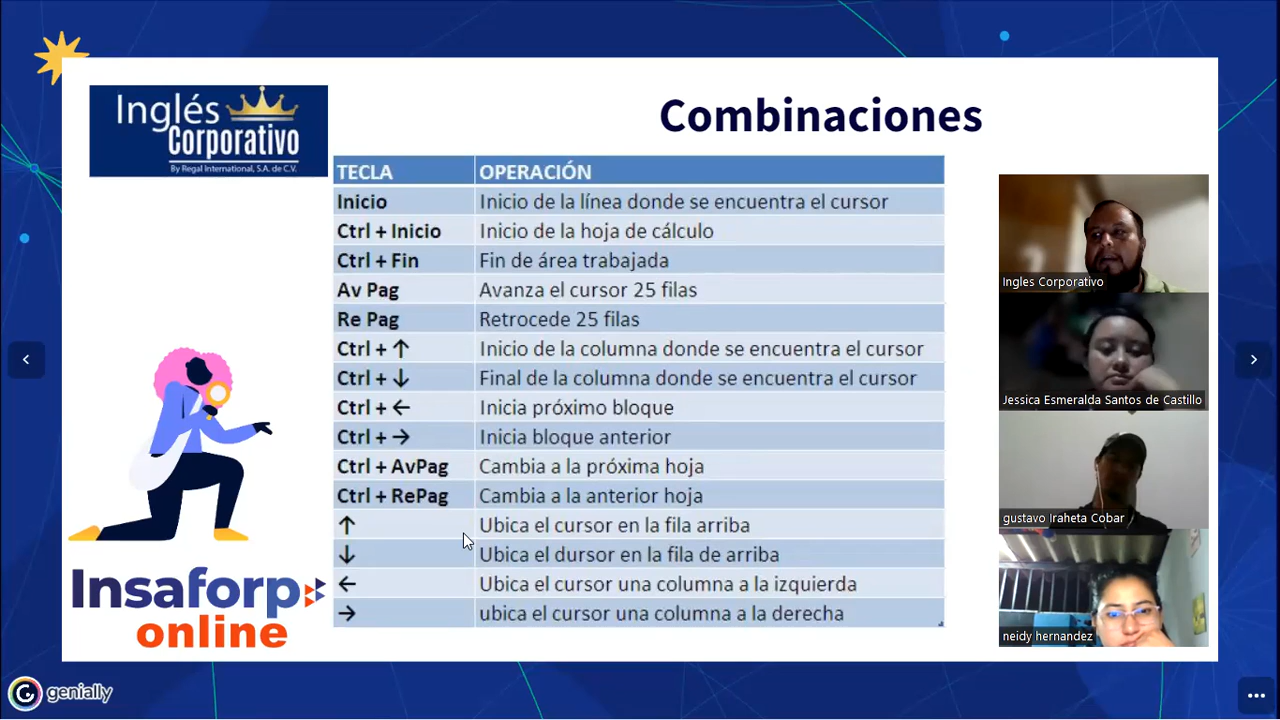 Inglés
Corporativo
By Regal International, S.A. de C.V.
Combinaciones
TECLA OPERACIÓN
Inicio Inicio de la línea donde se encuentra el cursor
Ctrl + Inicio Inicio de la hoja de cálculo
Ctrl + Fin Fin de área trabajada
Av Pag Avanza el cursor 25 filas
Re Pag Retrocede 25 filas
Ctrl + ↑ Inicio de la columna donde se encuentra el cursor
Ctrl + ↓ Final de la columna donde se encuentra el cursor
Ctrl + ← Inicia próximo bloque
Ctrl + → Inicia bloque anterior
Ctrl + AvPag Cambia a la próxima hoja
Ctrl + RePag Cambia a la anterior hoja
↑ Ubica el cursor en la fila arriba
↓ Ubica el dursor en la fila de arriba
← Ubica el cursor una columna a la izquierda
→ ubica el cursor una columna a la derecha
Ingles Corporativo
Jessica Esmeralda Santos de Castillo
gustavo Iraheta Cobar
neidy hernandez
Insaforp
online
genially